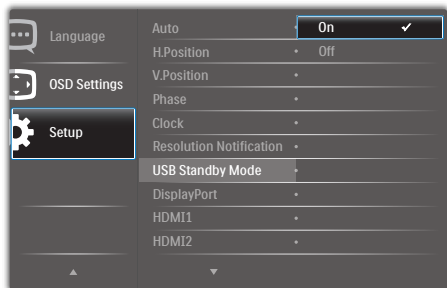 Language
OSD Settings
Setup
Auto
H.Position
V.Position
Phase
Clock
Resolution Notification
USB Standby Mode
DisplayPort
HDMI1
HDMI2
On
Off